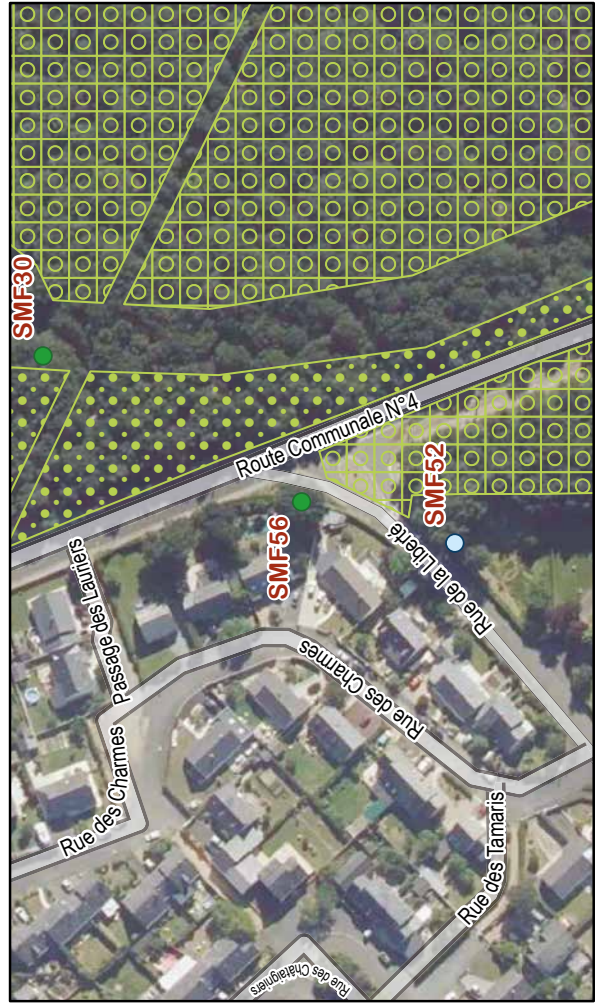 SMF30
Route Communale N°4
SMF52
SMF56
Rue de la Liberté
Passage des Lauriers
Rue des Charmes
Rue des Charmes
Rue des Tamaris
Rue des Châtaigniers